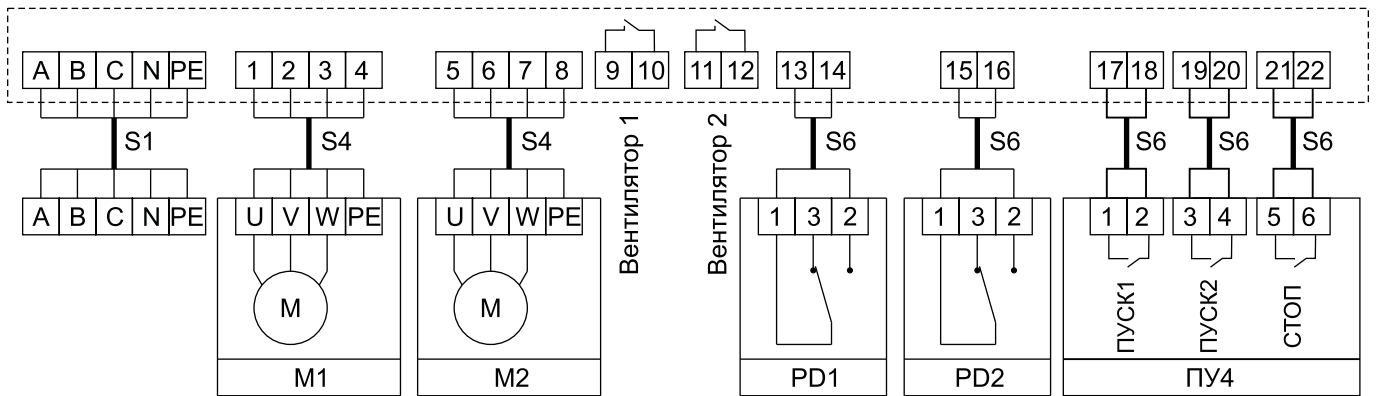 A B C N PE 1 2 3 4 5 6 7 8 9 10 11 12 13 14 15 16 17 18 19 20 21 22
S1 S4 S4 S6 S6 S6 S6 S6
Вентилятор 1
Вентилятор 2
A B C N PE U V W PE U V W PE 1 3 2 1 3 2 1 2 3 4 5 6
M M
ПУСК1
ПУСК2
СТОП
M1 M2 PD1 PD2 ПУ4